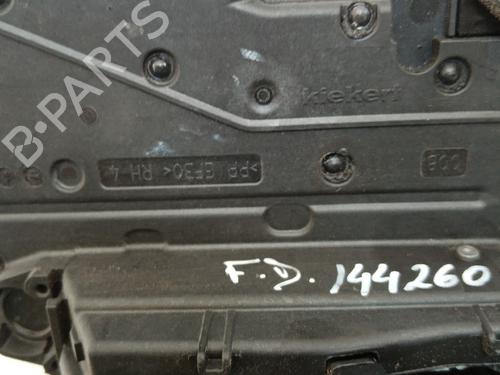 B-PARTS
kiekert
>PP GF30< RH-4
F.D. 144260